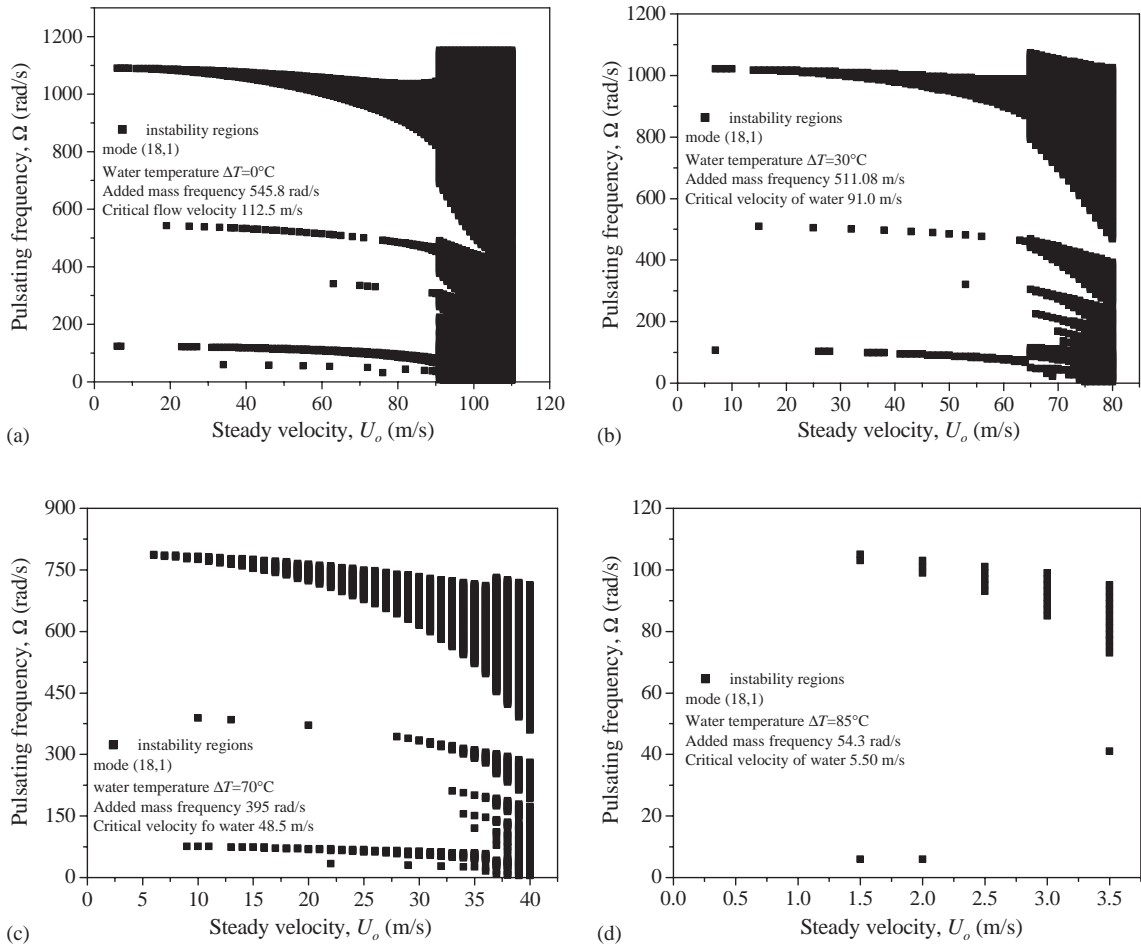 1200
1000
800
600
400
200
0
Pulsating frequency, Ω (rad/s)
instability regions
mode (18,1)
Water temperature ΔT=0°C
Added mass frequency 545.8 rad/s
Critical flow velocity 112.5 m/s
0 20 40 60 80 100 120
Steady velocity, Uo (m/s)
(a)
1200
1000
800
600
400
200
0
Pulsating frequency, Ω (rad/s)
instability regions
mode (18,1)
Water temperature ΔT=30°C
Added mass frequency 511.08 m/s
Critical velocity of water 91.0 m/s
0 10 20 30 40 50 60 70 80
Steady velocity, Uo (m/s)
(b)
900
750
600
450
300
150
0
Pulsating frequency, Ω (rad/s)
instability regions
mode (18,1)
water temperature ΔT=70°C
Added mass frequency 395 rad/s
Critical velocity fo water 48.5 m/s
0 5 10 15 20 25 30 35 40
Steady velocity, Uo (m/s)
(c)
120
100
80
60
40
20
0
Pulsating frequency, Ω (rad/s)
instability regions
mode (18,1)
Water temperature ΔT=85°C
Added mass frequency 54.3 rad/s
Critical velocity of water 5.50 m/s
0.0 0.5 1.0 1.5 2.0 2.5 3.0 3.5
Steady velocity, Uo (m/s)
(d)